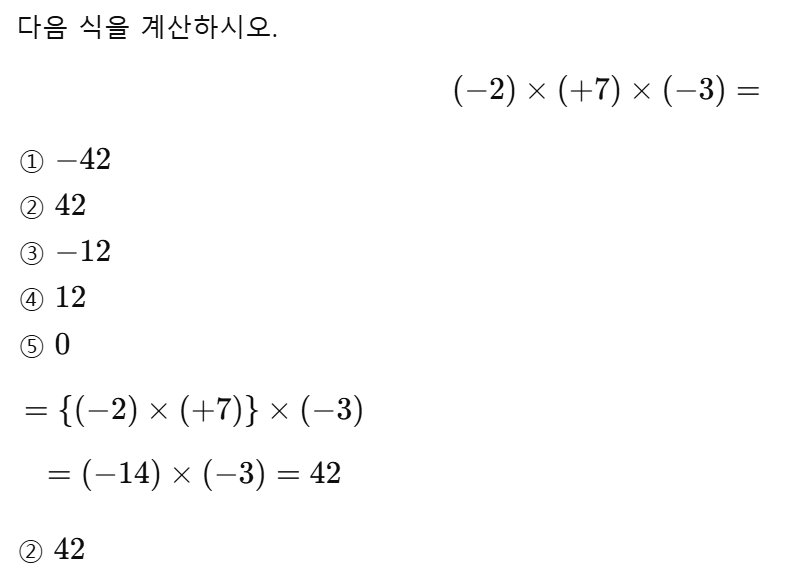 다음 식을 계산하시오.
(−2) × (+7) × (−3) =
① −42
② 42
③ −12
④ 12
⑤ 0
= {(−2) × (+7)} × (−3)
= (−14) × (−3) = 42
② 42